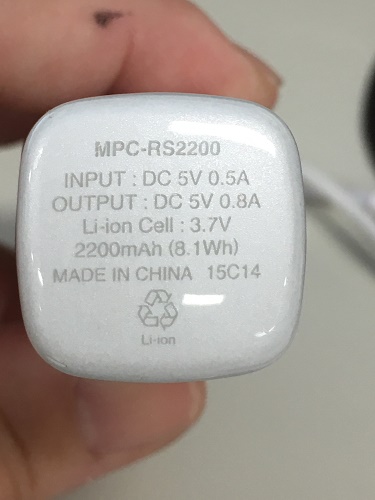 MPC-RS2200
INPUT : DC 5V 0.5A
OUTPUT : DC 5V 0.8A
Li-ion Cell : 3.7V
2200mAh (8.1Wh)
MADE IN CHINA 15C14
Li-ion